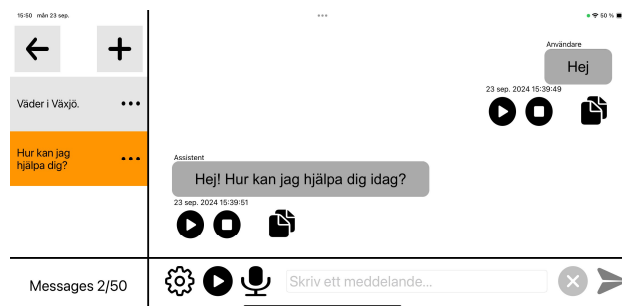 15:50 mån 23 sep.
50 %
Väder i Växjö.
Hur kan jag
hjälpa dig?
Messages 2/50
Användare
Hej
23 sep. 2024 15:39:49
Assistent
Hej! Hur kan jag hjälpa dig idag?
23 sep. 2024 15:39:51
Skriv ett meddelande...